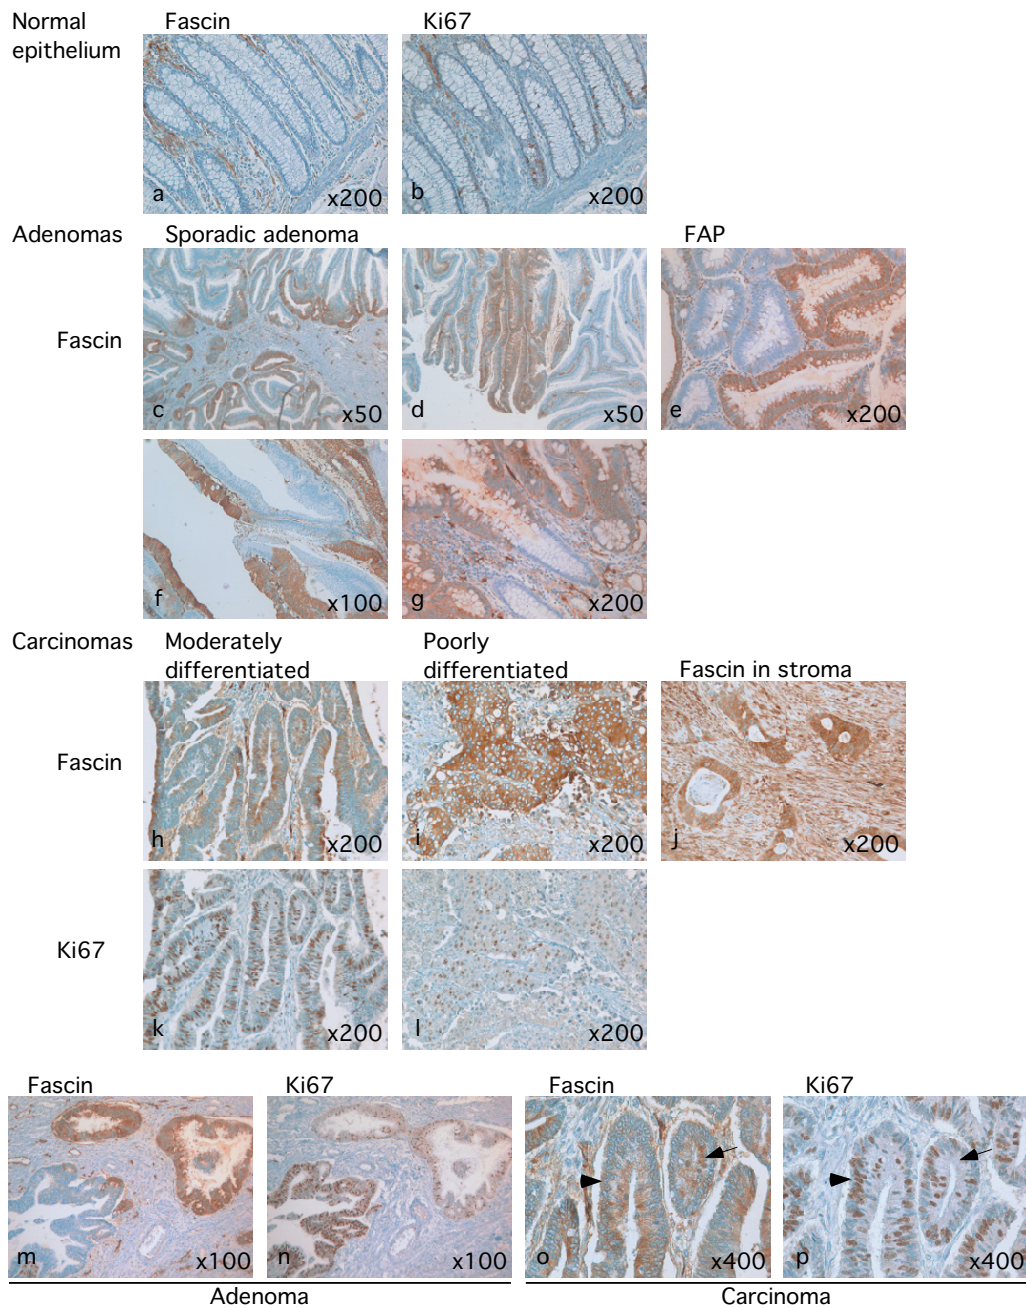 Normal epithelium Fascin Ki67
a x200 b x200
Adenomas Sporadic adenoma FAP
Fascin
c x50 d x50 e x200
f x100 g x200
Carcinomas Moderately differentiated Poorly differentiated Fascin in stroma
Fascin
h x200 i x200 j x200
Ki67
k x200 l x200
Fascin Ki67 Fascin Ki67
m x100 n x100 o x400 p x400
Adenoma Carcinoma